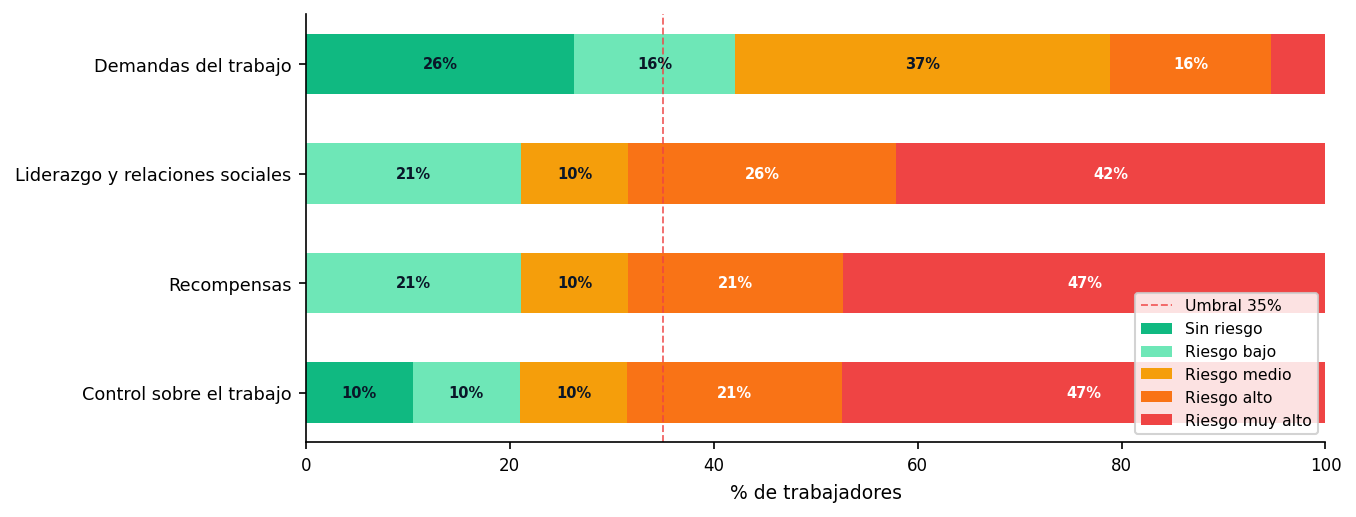 Demandas del trabajo
26%
16%
37%
16%
Liderazgo y relaciones sociales
21%
10%
26%
42%
Recompensas
21%
10%
21%
47%
Control sobre el trabajo
10%
10%
10%
21%
47%
Umbral 35%
Sin riesgo
Riesgo bajo
Riesgo medio
Riesgo alto
Riesgo muy alto
0
20
40
60
80
100
% de trabajadores